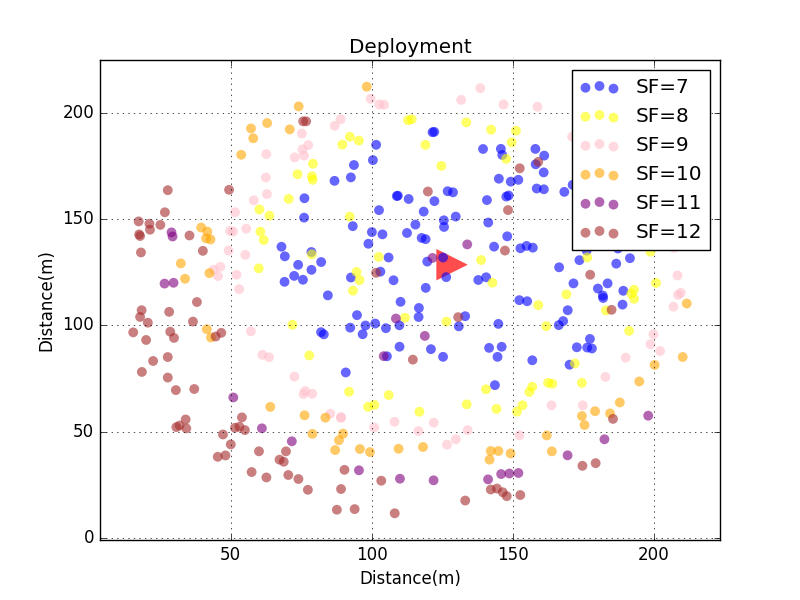 Deployment
SF=7
SF=8
SF=9
SF=10
SF=11
SF=12
200
150
100
50
0
Distance(m)
50 100 150 200
Distance(m)